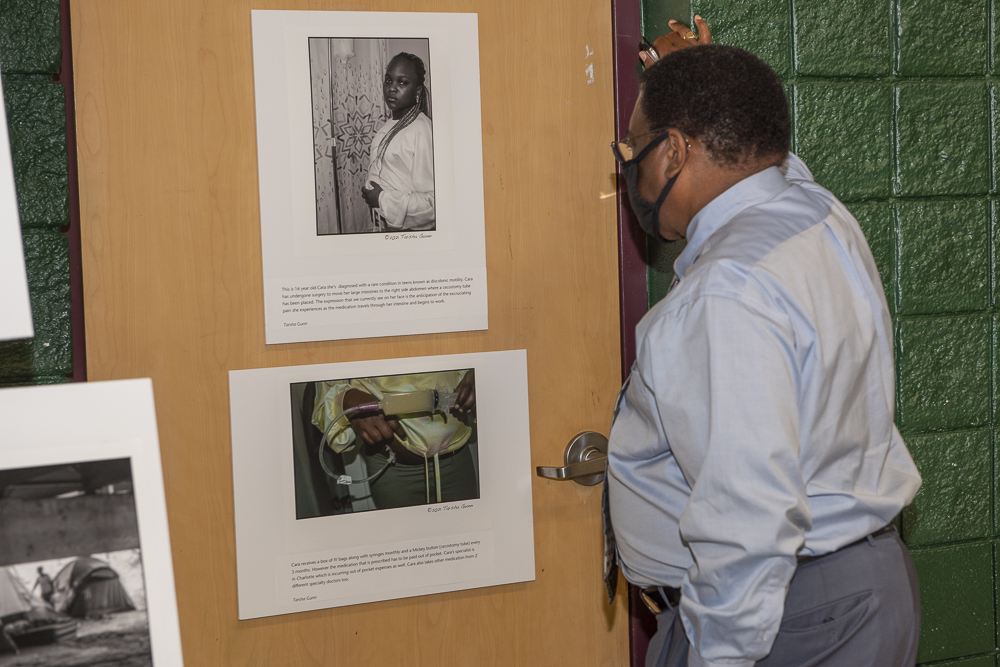 ©2021 Tarsha Gunn
This is 14 year old Cara she's diagnosed with a rare condition in teens known as discolonic motility. Cara
has undergone surgery to move her large intestines to the right side abdomen where a cecostomy tube
has been placed. The expression that we currently see on her face is the anticipation of the excruciating
pain she experiences as the medication travels through her intestine and begins to work.
Tarsha Gunn
©2021 Tarsha Gunn
Cara receives a box of IV bags along with syringes monthly and a Mickey button (cecostomy tube) every
3 months. However the medication that is prescribed has to be paid out of pocket. Cara's specialist is
in Charlotte which is incurring out of pocket expenses as well. Cara also takes other medication from 2
different specialty doctors too.
Tarsha Gunn